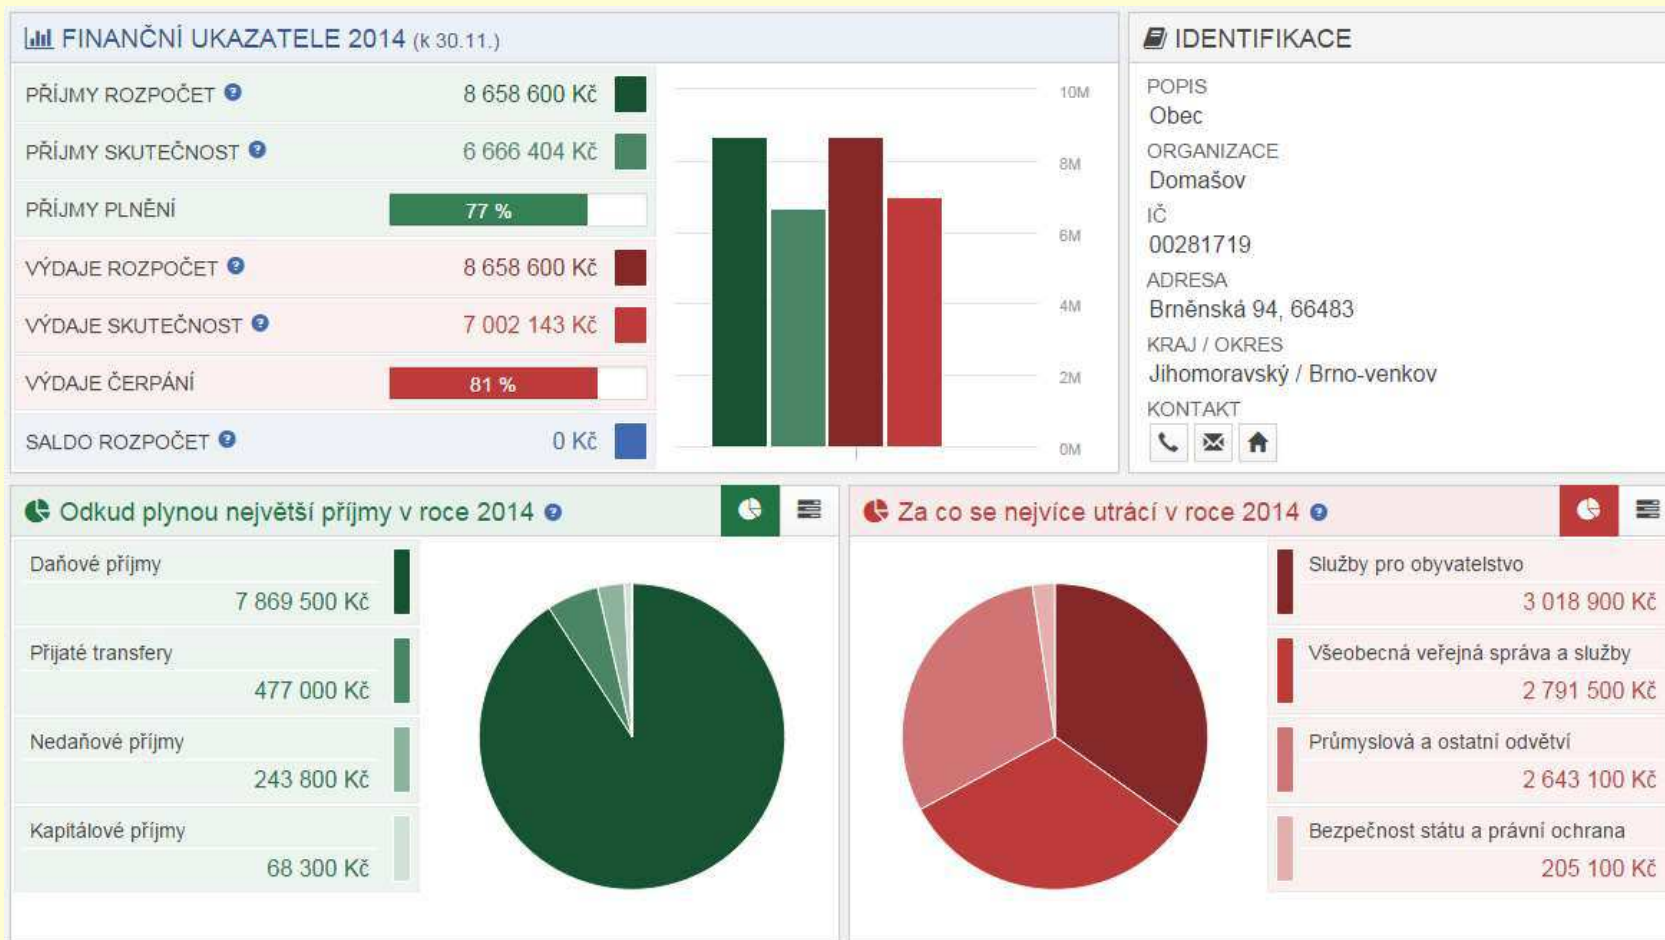 FINANČNÍ UKAZATELE 2014 (k 30.11.)
PŘÍJMY ROZPOČET 8 658 600 Kč
PŘÍJMY SKUTEČNOST 6 666 404 Kč
PŘÍJMY PLNĚNÍ 77 %
VÝDAJE ROZPOČET 8 658 600 Kč
VÝDAJE SKUTEČNOST 7 002 143 Kč
VÝDAJE ČERPÁNÍ 81 %
SALDO ROZPOČET 0 Kč
10M
8M
6M
4M
2M
0M
IDENTIFIKACE
POPIS
Obec
ORGANIZACE
Domašov
IČ
00281719
ADRESA
Brněnská 94, 66483
KRAJ / OKRES
Jihomoravský / Brno-venkov
KONTAKT
Odkud plynou největší příjmy v roce 2014
Daňové příjmy
7 869 500 Kč
Přijaté transfery
477 000 Kč
Nedaňové příjmy
243 800 Kč
Kapitálové příjmy
68 300 Kč
Za co se nejvíce utrácí v roce 2014
Služby pro obyvatelstvo
3 018 900 Kč
Všeobecná veřejná správa a služby
2 791 500 Kč
Průmyslová a ostatní odvětví
2 643 100 Kč
Bezpečnost státu a právní ochrana
205 100 Kč